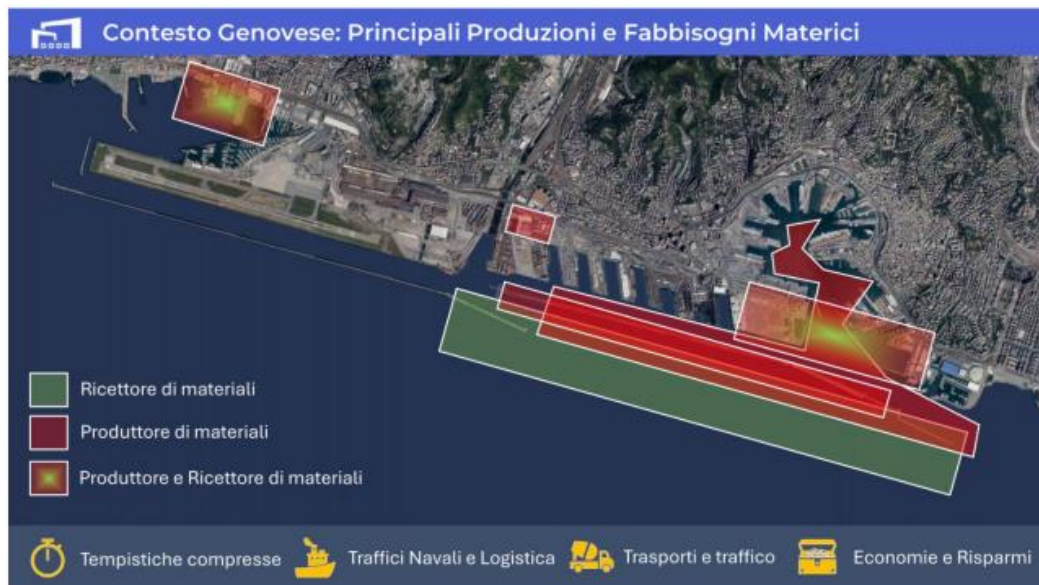 Contesto Genovese: Principali Produzioni e Fabbisogni Materici
Ricettore di materiali
Produttore di materiali
Produttore e Ricettore di materiali
Tempistiche compresse
Traffici Navali e Logistica
Trasporti e traffico
Economie e Risparmi